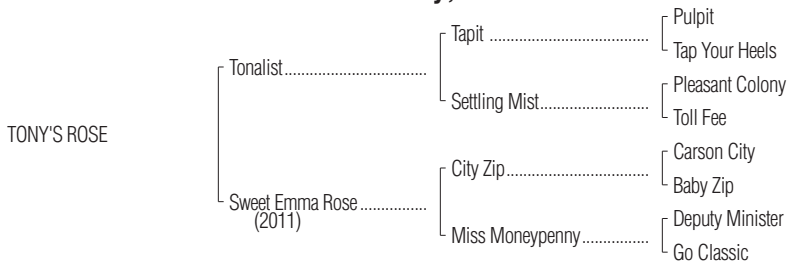 Pulpit
Tapit ......................................
Tap Your Heels
Tonalist..................................
Pleasant Colony
Settling Mist..........................
Toll Fee
TONY'S ROSE
Carson City
City Zip..................................
Baby Zip
Sweet Emma Rose ................
(2011)
Deputy Minister
Miss Moneypenny................
Go Classic